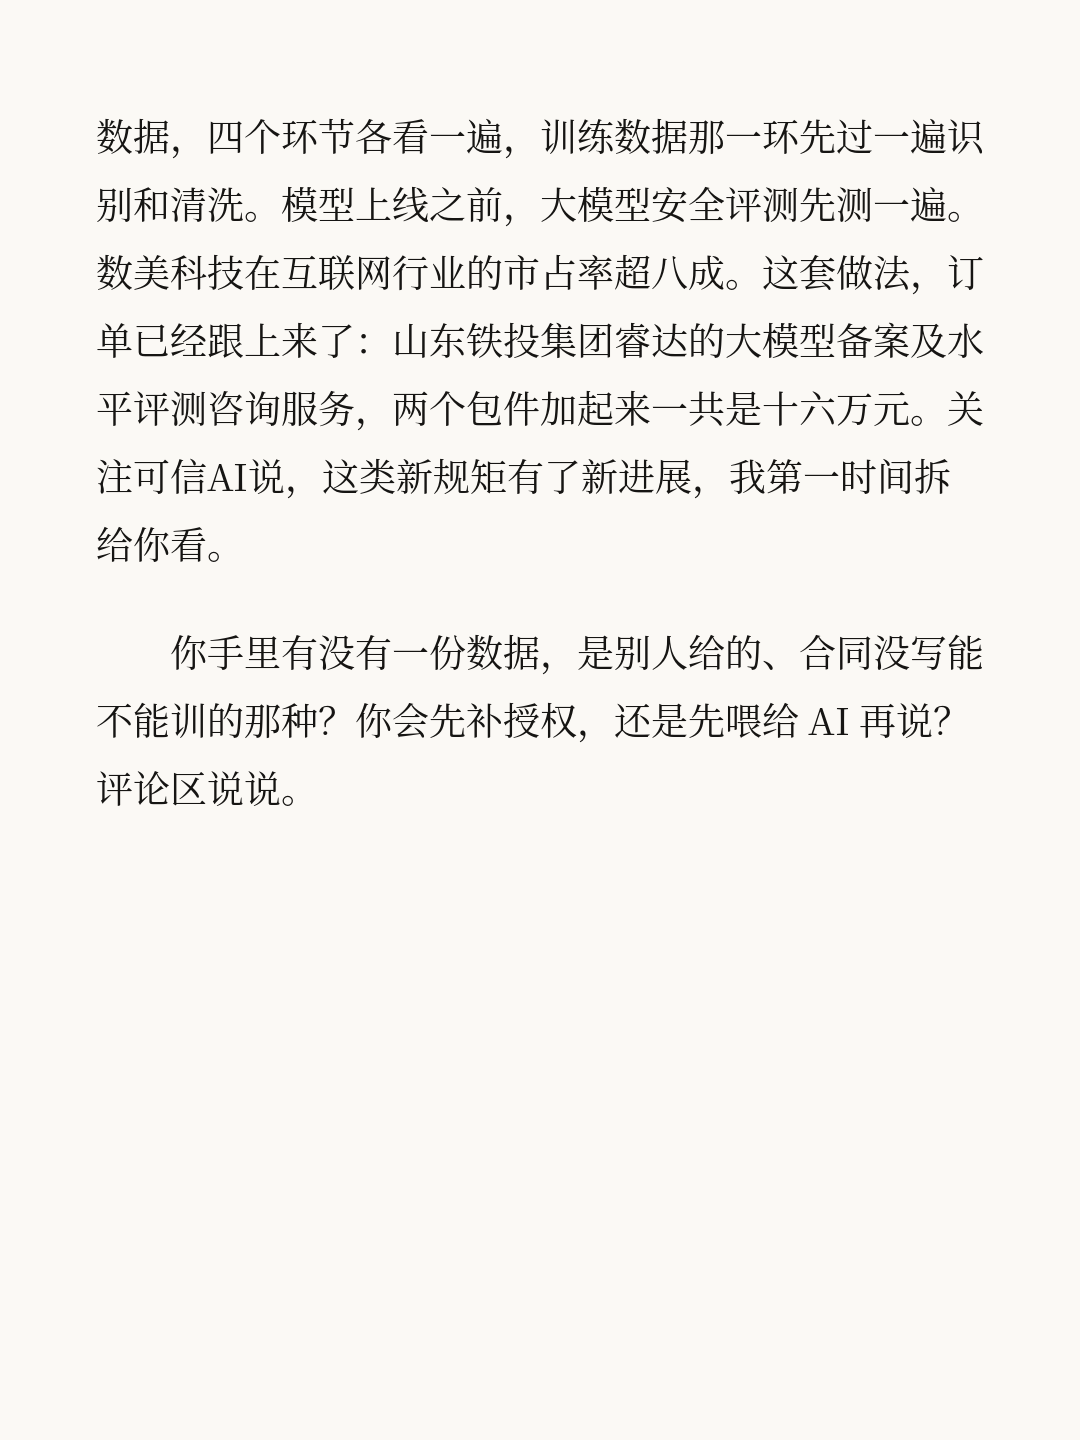 数据，四个环节各看一遍，训练数据那一环先过一遍识
别和清洗。模型上线之前，大模型安全评测先测一遍。
数美科技在互联网行业的市占率超八成。这套做法，订
单已经跟上来了：山东铁投集团睿达的大模型备案及水
平评测咨询服务，两个包件加起来一共是十六万元。关
注可信AI说，这类新规矩有了新进展，我第一时间拆
给你看。
你手里有没有一份数据，是别人给的、合同没写能
不能训的那种？你会先补授权，还是先喂给 AI 再说？
评论区说说。